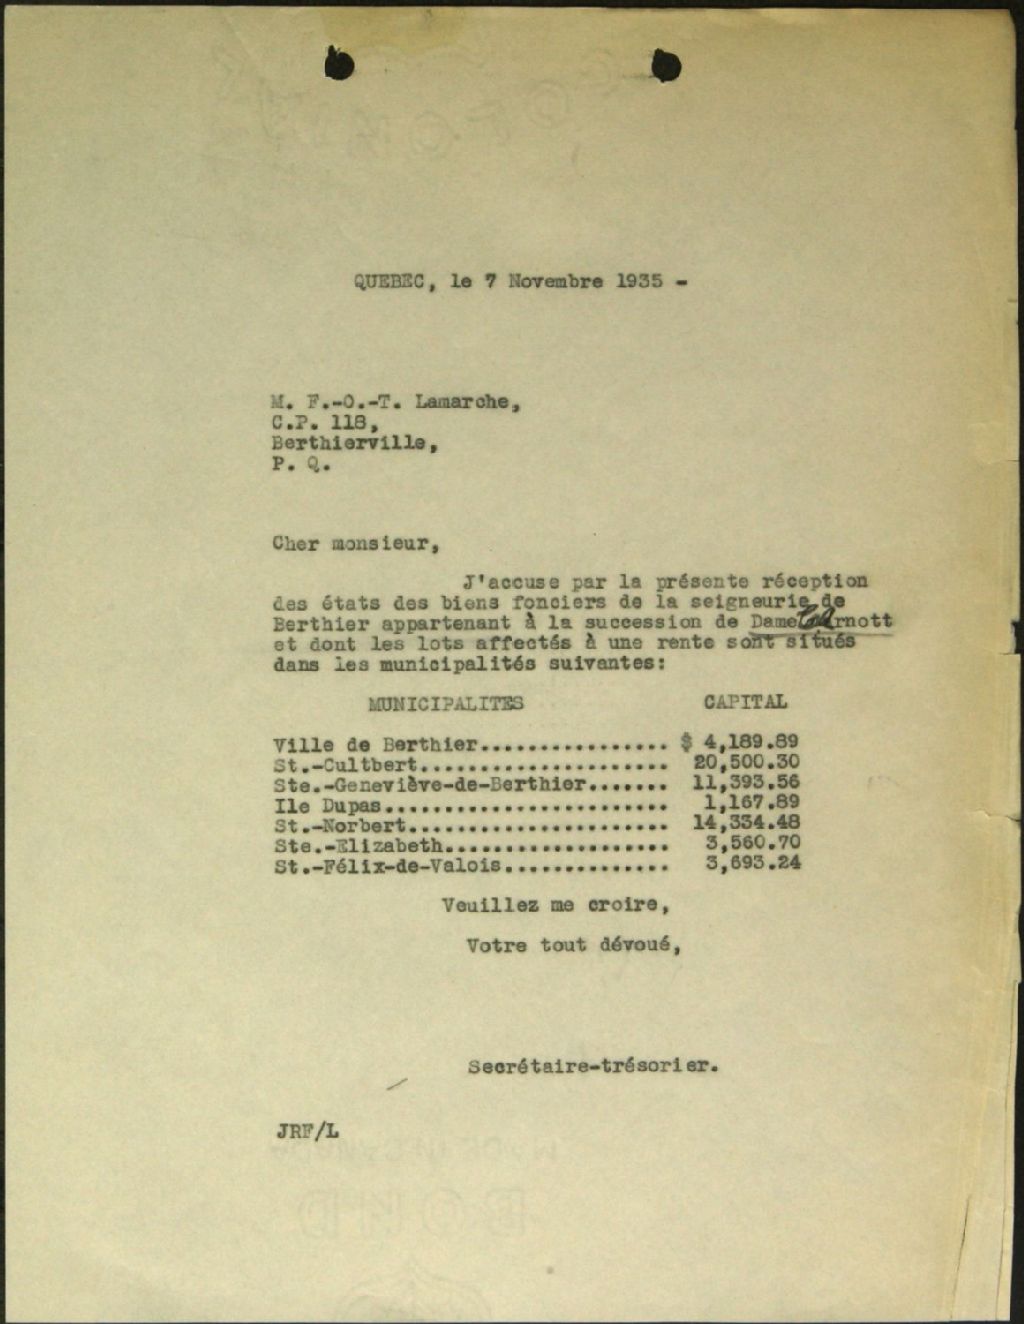 QUEBEC, le 7 Novembre 1935 -
M. F.-O.-T. Lamarche,
C.P. 118,
Berthierville,
P. Q.
Cher monsieur,
J'accuse par la présente réception
des états des biens fonciers de la seigneurie de
Berthier appartenant à la succession de Dame Arnott
et dont les lots affectés à une rente sont situés
dans les municipalités suivantes:
MUNICIPALITES CAPITAL
Ville de Berthier................ $ 4,189.89
St.-Cultbert..................... 20,500.30
Ste.-Geneviève-de-Berthier....... 11,393.56
Ile Dupas........................ 1,167.89
St.-Norbert...................... 14,334.48
Ste.-Elizabeth................... 3,560.70
St.-Félix-de-Valois.............. 3,693.24
Veuillez me croire,
Votre tout dévoué,
Secrétaire-trésorier.
JRF/L